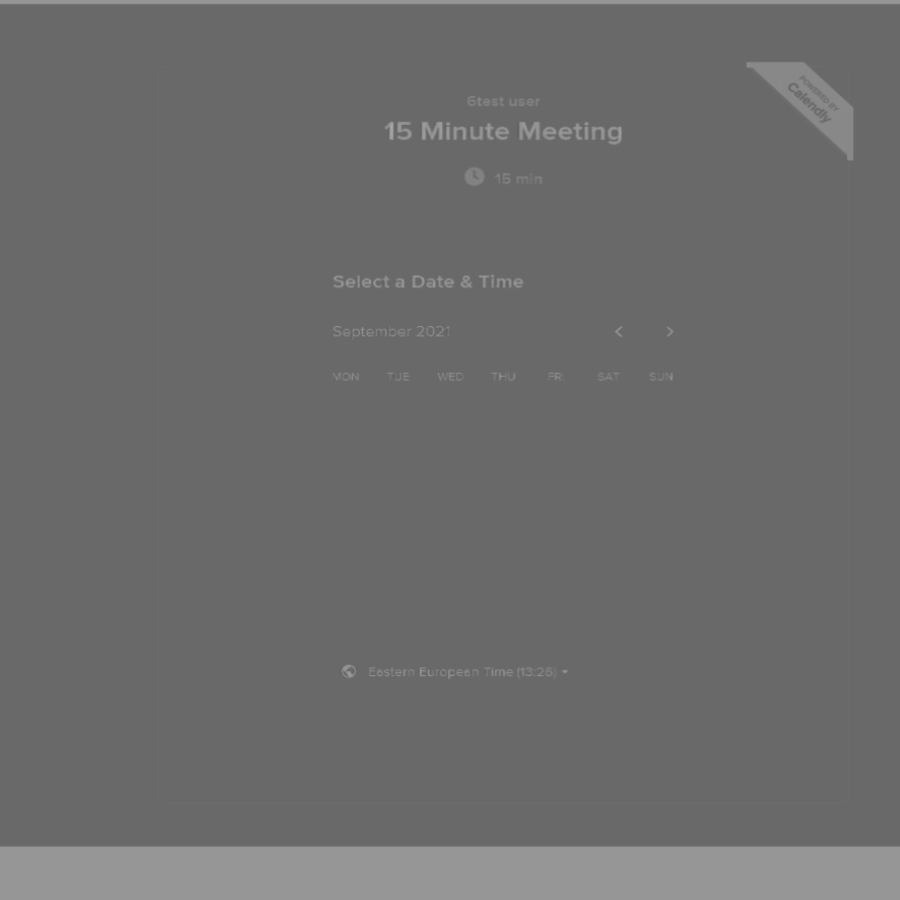 POWERED BY
Calendly
6test user
15 Minute Meeting
15 min
Select a Date & Time
September 2021
MON TUE WED THU FRI SAT SUN
Eastern European Time (13:26)